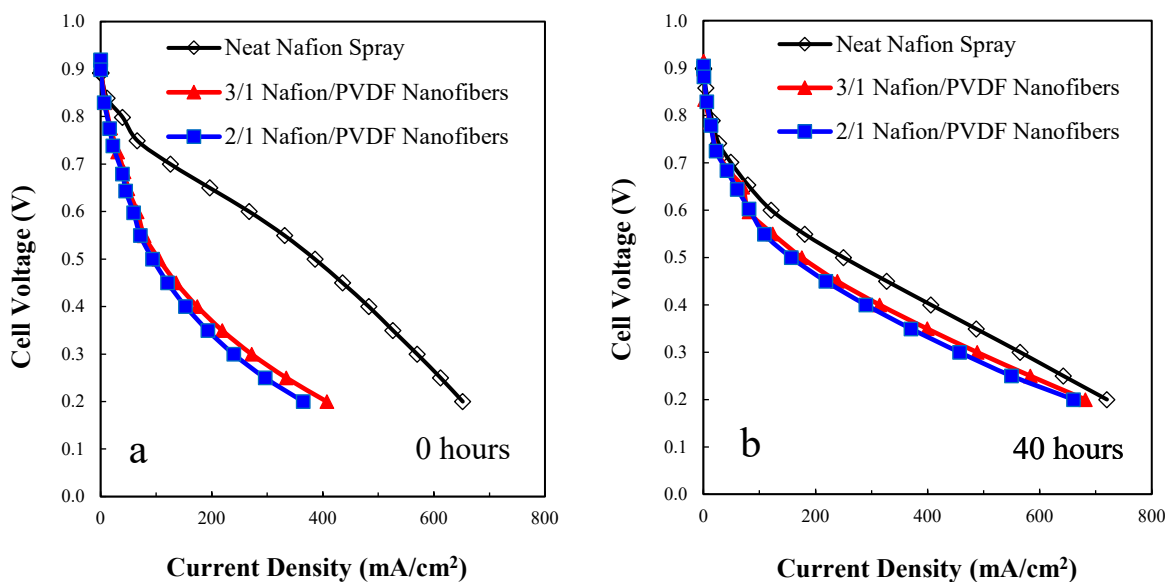 1.0
0.9
0.8
0.7
0.6
0.5
0.4
0.3
0.2
0.1
0.0
Cell Voltage (V)
Neat Nafion Spray
3/1 Nafion/PVDF Nanofibers
2/1 Nafion/PVDF Nanofibers
a
0 hours
0 200 400 600 800
Current Density (mA/cm²)
1.0
0.9
0.8
0.7
0.6
0.5
0.4
0.3
0.2
0.1
0.0
Cell Voltage (V)
Neat Nafion Spray
3/1 Nafion/PVDF Nanofibers
2/1 Nafion/PVDF Nanofibers
b
40 hours
0 200 400 600 800
Current Density (mA/cm²)